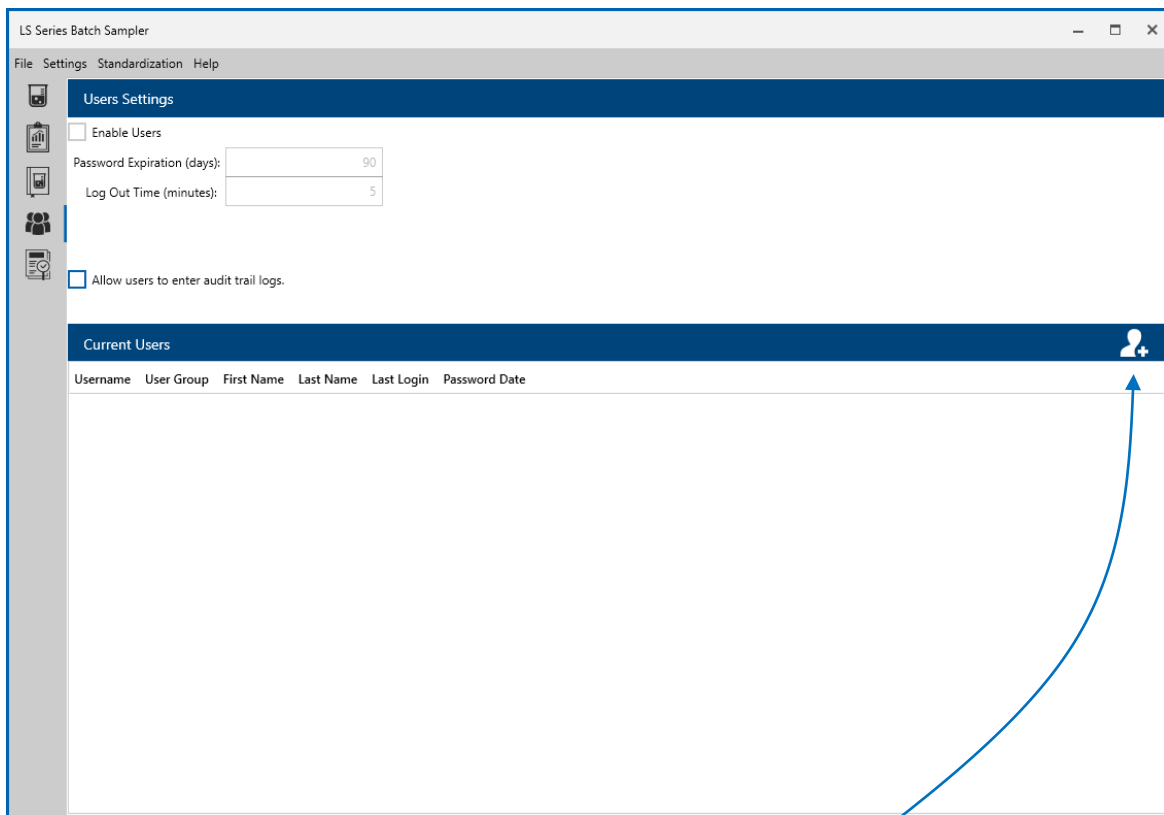 LS Series Batch Sampler
File Settings Standardization Help
Users Settings
Enable Users
Password Expiration (days): 90
Log Out Time (minutes): 5
Allow users to enter audit trail logs.
Current Users
Username User Group First Name Last Name Last Login Password Date